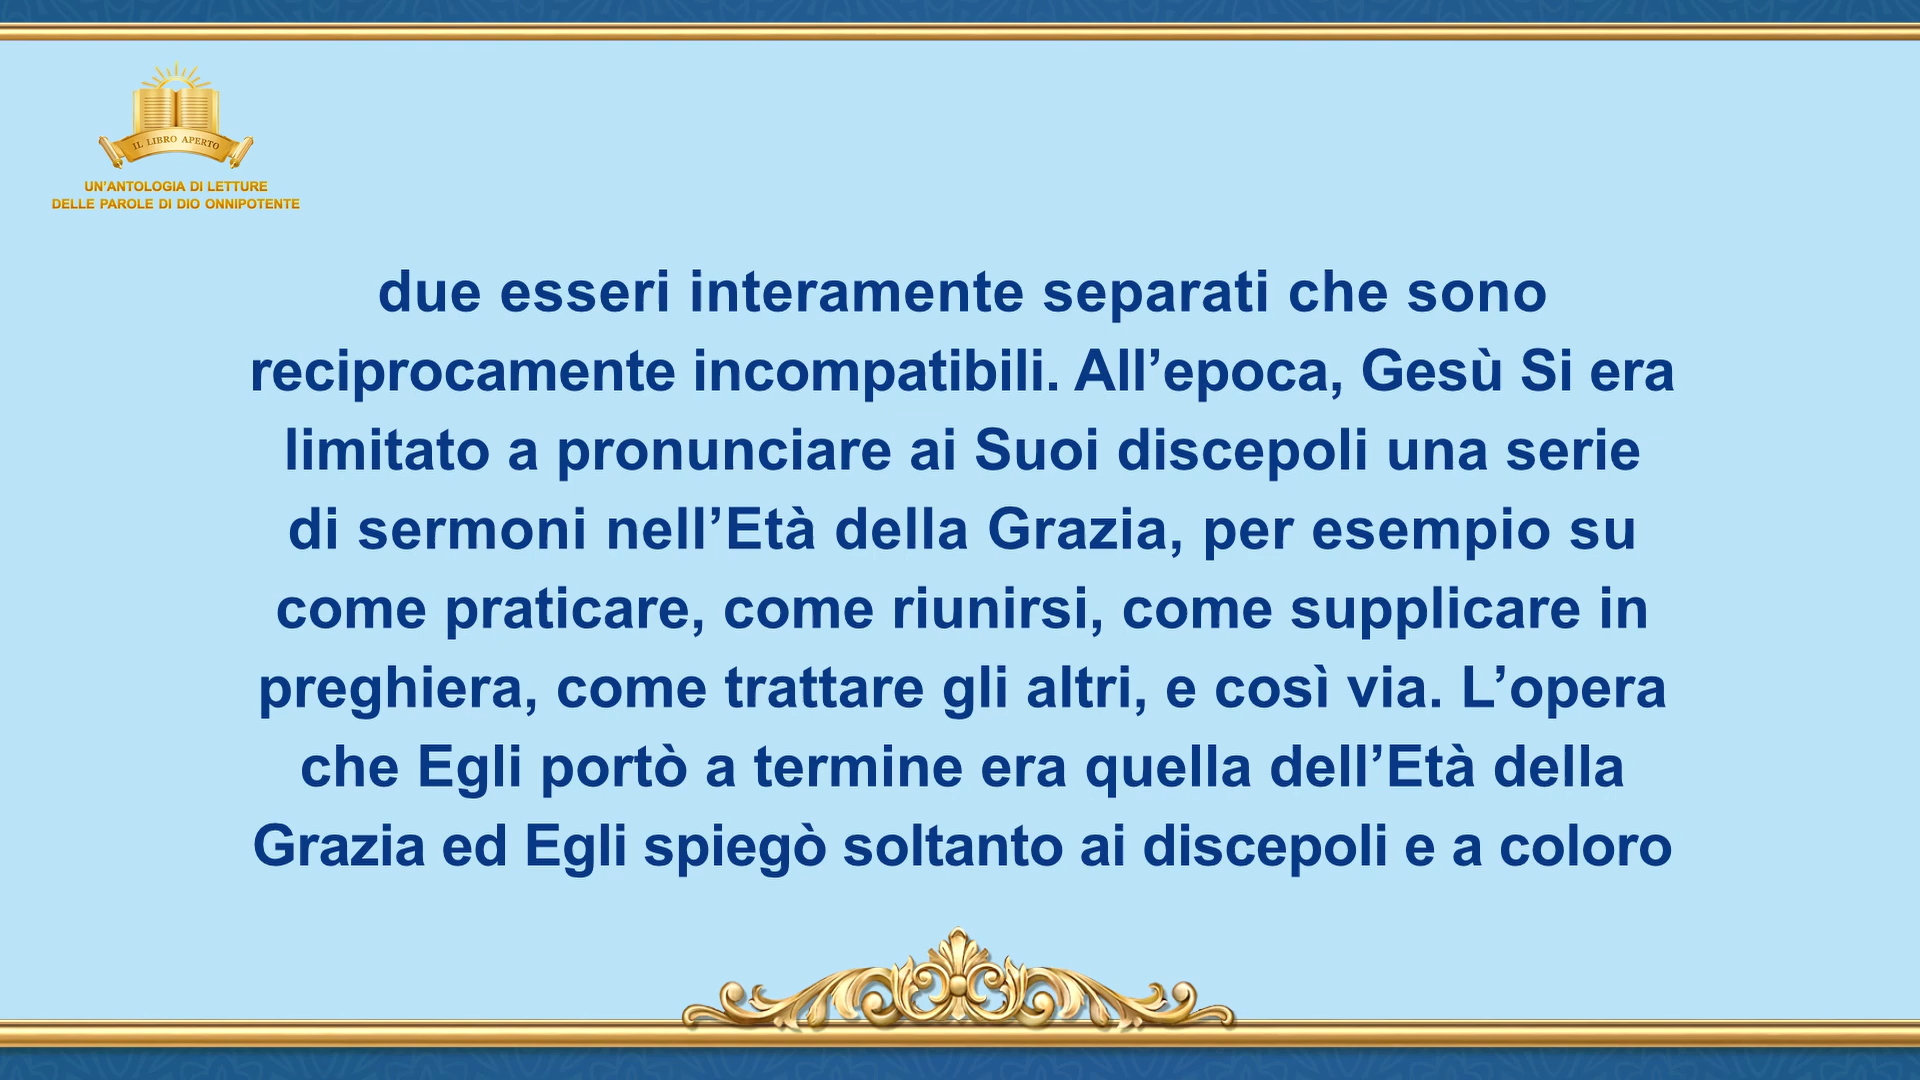 IL LIBRO APERTO
UN’ANTOLOGIA DI LETTURE
DELLE PAROLE DI DIO ONNIPOTENTE
due esseri interamente separati che sono
reciprocamente incompatibili. All’epoca, Gesù Si era
limitato a pronunciare ai Suoi discepoli una serie
di sermoni nell’Età della Grazia, per esempio su
come praticare, come riunirsi, come supplicare in
preghiera, come trattare gli altri, e così via. L’opera
che Egli portò a termine era quella dell’Età della
Grazia ed Egli spiegò soltanto ai discepoli e a coloro